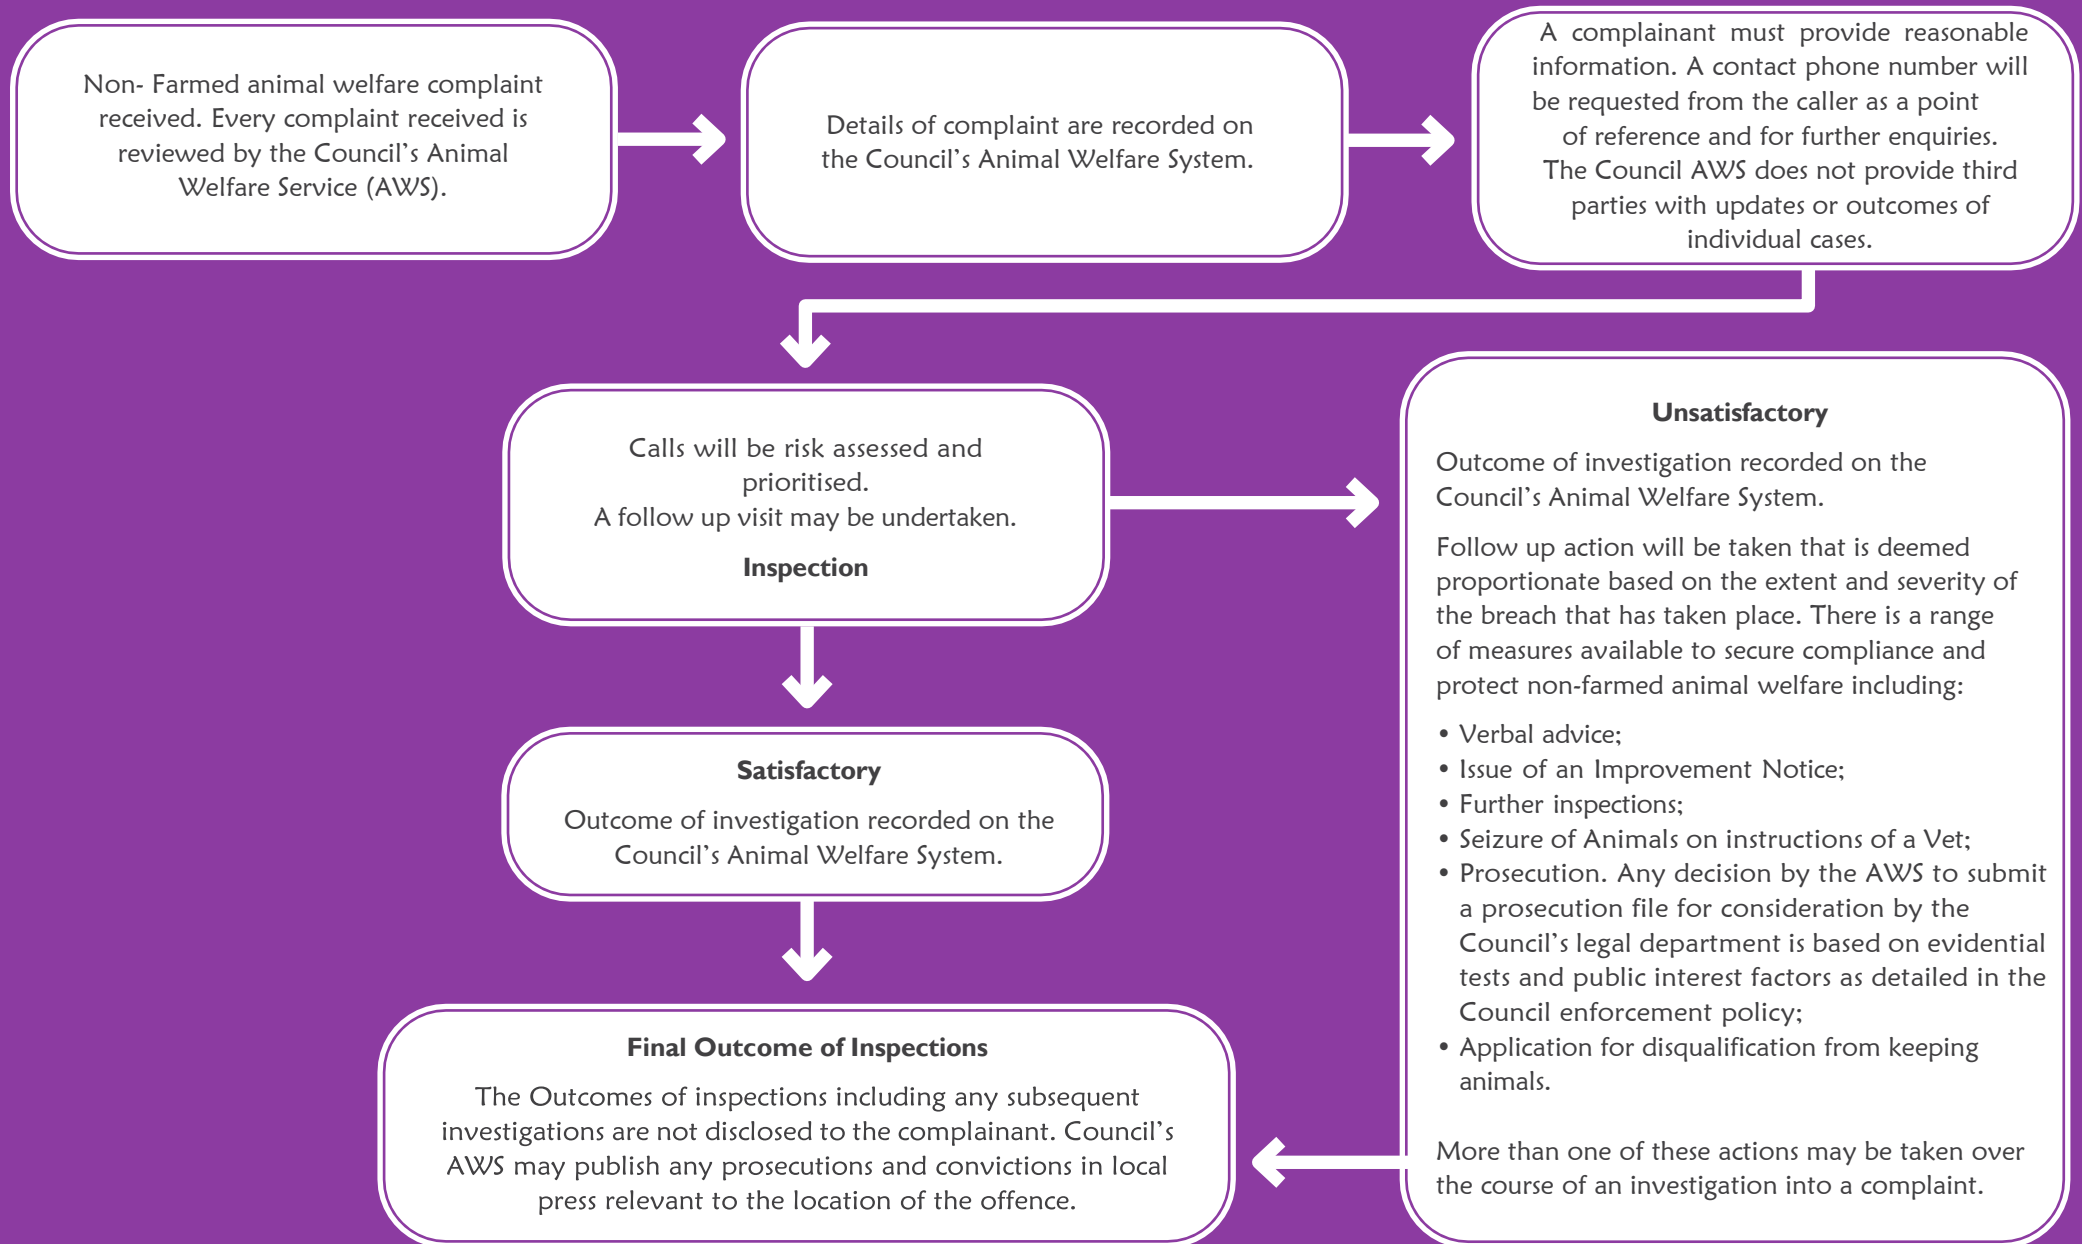 Non- Farmed animal welfare complaint
received. Every complaint received is
reviewed by the Council’s Animal
Welfare Service (AWS).
Details of complaint are recorded on
the Council’s Animal Welfare System.
A complainant must provide reasonable
information. A contact phone number will
be requested from the caller as a point
of reference and for further enquiries.
The Council AWS does not provide third
parties with updates or outcomes of
individual cases.
Calls will be risk assessed and
prioritised.
A follow up visit may be undertaken.
Inspection
Satisfactory
Outcome of investigation recorded on the
Council’s Animal Welfare System.
Unsatisfactory
Outcome of investigation recorded on the
Council’s Animal Welfare System.
Follow up action will be taken that is deemed
proportionate based on the extent and severity of
the breach that has taken place. There is a range
of measures available to secure compliance and
protect non-farmed animal welfare including:
• Verbal advice;
• Issue of an Improvement Notice;
• Further inspections;
• Seizure of Animals on instructions of a Vet;
• Prosecution. Any decision by the AWS to submit
a prosecution file for consideration by the
Council’s legal department is based on evidential
tests and public interest factors as detailed in the
Council enforcement policy;
• Application for disqualification from keeping
animals.
More than one of these actions may be taken over
the course of an investigation into a complaint.
Final Outcome of Inspections
The Outcomes of inspections including any subsequent
investigations are not disclosed to the complainant. Council’s
AWS may publish any prosecutions and convictions in local
press relevant to the location of the offence.